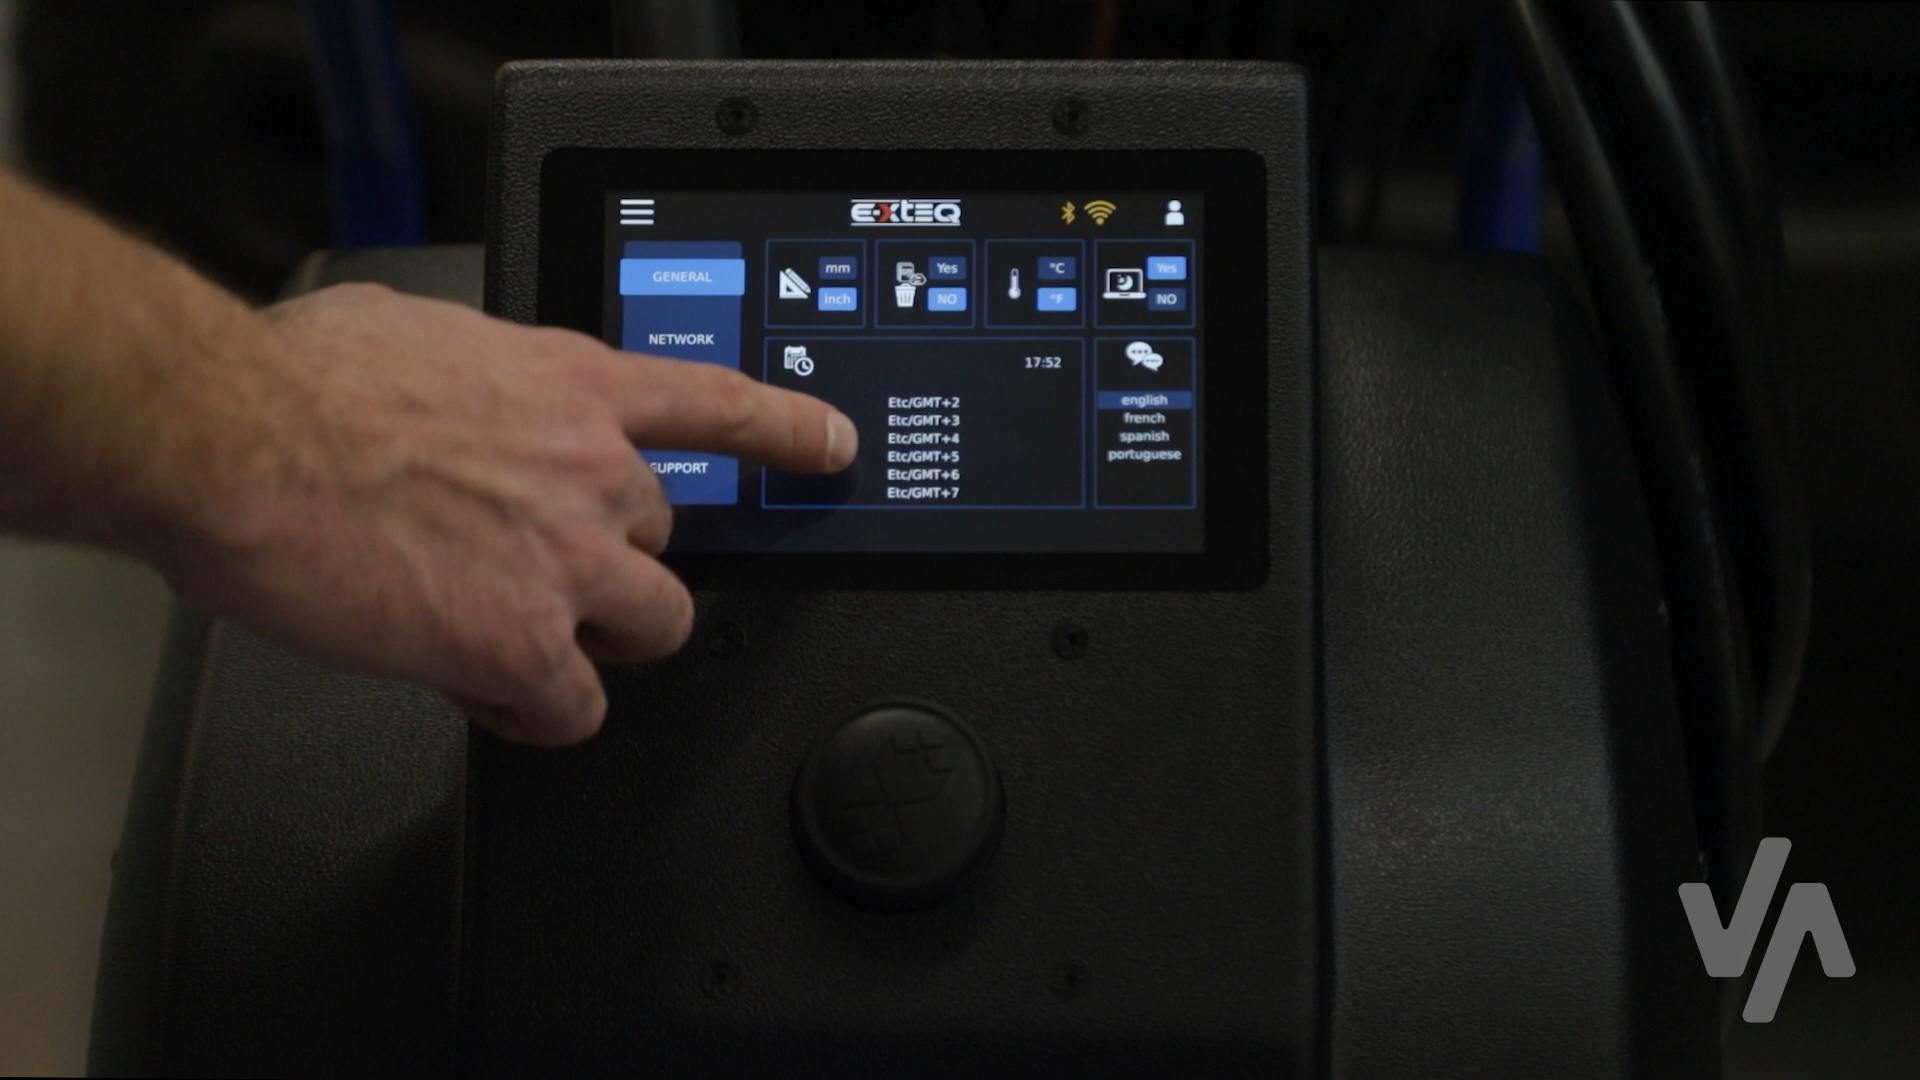 E-XTEQ
GENERAL
NETWORK
SUPPORT
mm
inch
Yes
NO
°C
°F
Yes
NO
17:52
Etc/GMT+2
Etc/GMT+3
Etc/GMT+4
Etc/GMT+5
Etc/GMT+6
Etc/GMT+7
english
french
spanish
portuguese